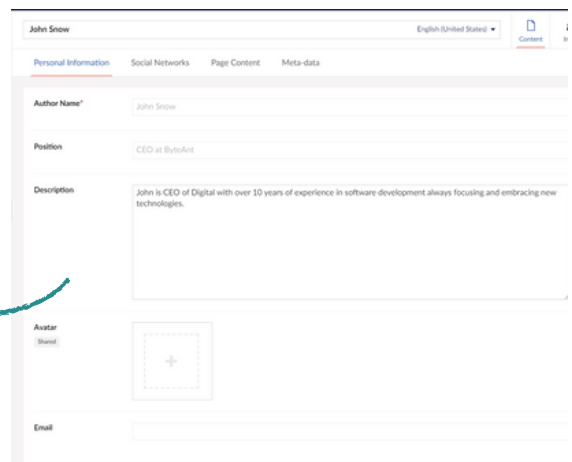 John Snow English (United States) Content
Personal Information Social Networks Page Content Meta-data
Author Name* John Snow
Position CEO at ByteAnt
Description John is CEO of Digital with over 10 years of experience in software development always focusing and embracing new
technologies.
Avatar
Shared
Email